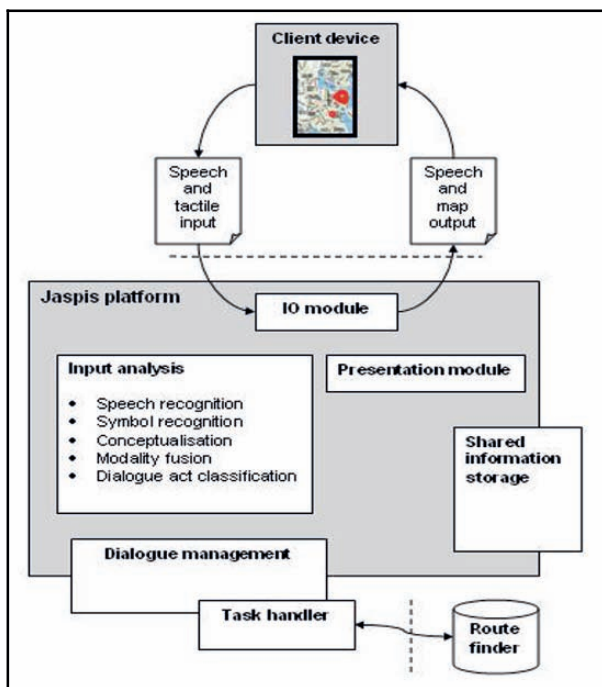 Client device
Speech
and
tactile
input
Speech
and
map
output
Jaspis platform
IO module
Input analysis
• Speech recognition
• Symbol recognition
• Conceptualisation
• Modality fusion
• Dialogue act classification
Presentation module
Shared
information
storage
Dialogue management
Task handler
Route
finder